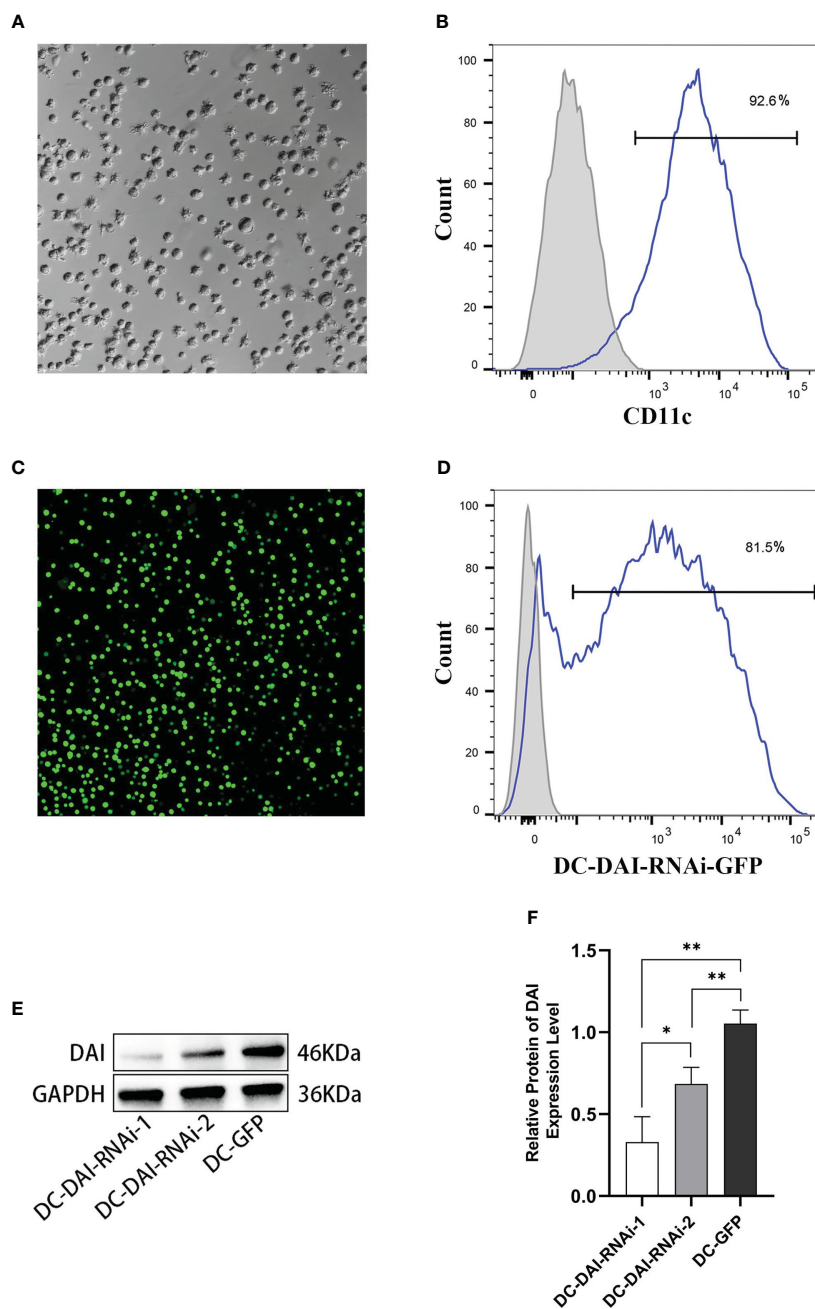 A
B
100
80
60
40
20
0
Count
92.6%
0
10^3
10^4
10^5
CD11c
C
D
100
80
60
40
20
0
Count
81.5%
0
10^3
10^4
10^5
DC-DAI-RNAi-GFP
E
DAI
46KDa
GAPDH
36KDa
DC-DAI-RNAi-1
DC-DAI-RNAi-2
DC-GFP
F
Relative Protein of DAI
Expression Level
1.5
1.0
0.5
0.0
**
**
*
DC-DAI-RNAi-1
DC-DAI-RNAi-2
DC-GFP